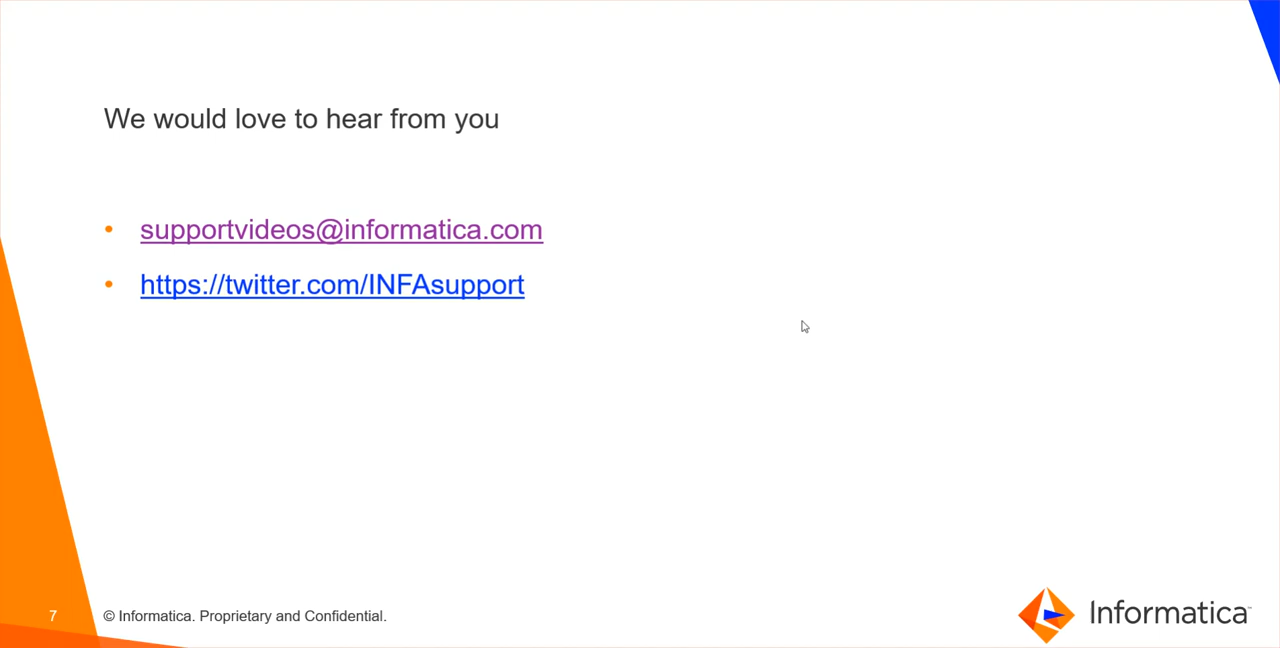 We would love to hear from you
• supportvideos@informatica.com
• https://twitter.com/INFAsupport
7
© Informatica. Proprietary and Confidential.
Informatica™